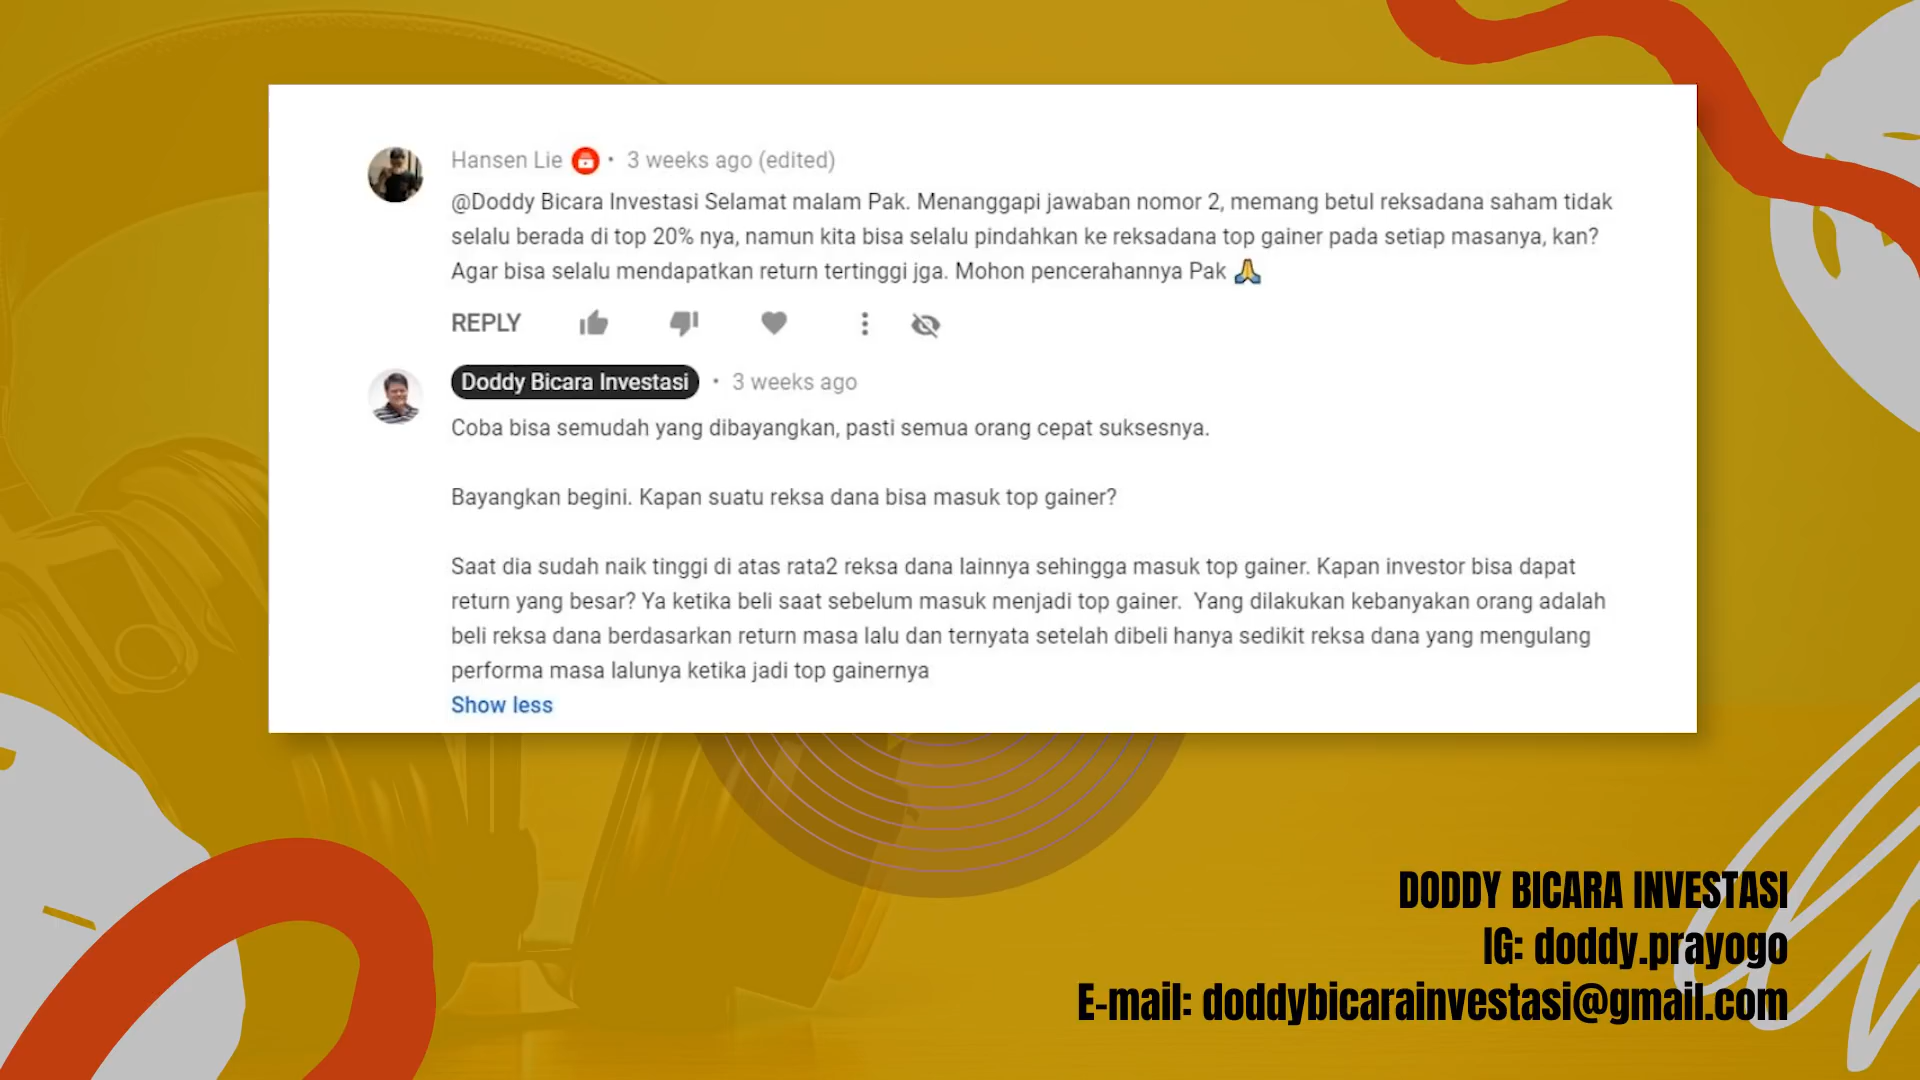 Hansen Lie • 3 weeks ago (edited)
@Doddy Bicara Investasi Selamat malam Pak. Menanggapi jawaban nomor 2, memang betul reksadana saham tidak
selalu berada di top 20% nya, namun kita bisa selalu pindahkan ke reksadana top gainer pada setiap masanya, kan?
Agar bisa selalu mendapatkan return tertinggi jga. Mohon pencerahannya Pak 🙏
REPLY
Doddy Bicara Investasi • 3 weeks ago
Coba bisa semudah yang dibayangkan, pasti semua orang cepat suksesnya.
Bayangkan begini. Kapan suatu reksa dana bisa masuk top gainer?
Saat dia sudah naik tinggi di atas rata2 reksa dana lainnya sehingga masuk top gainer. Kapan investor bisa dapat
return yang besar? Ya ketika beli saat sebelum masuk menjadi top gainer. Yang dilakukan kebanyakan orang adalah
beli reksa dana berdasarkan return masa lalu dan ternyata setelah dibeli hanya sedikit reksa dana yang mengulang
performa masa lalunya ketika jadi top gainernya
Show less
DODDY BICARA INVESTASI
IG: doddy.prayogo
E-mail: doddybicarainvestasi@gmail.com